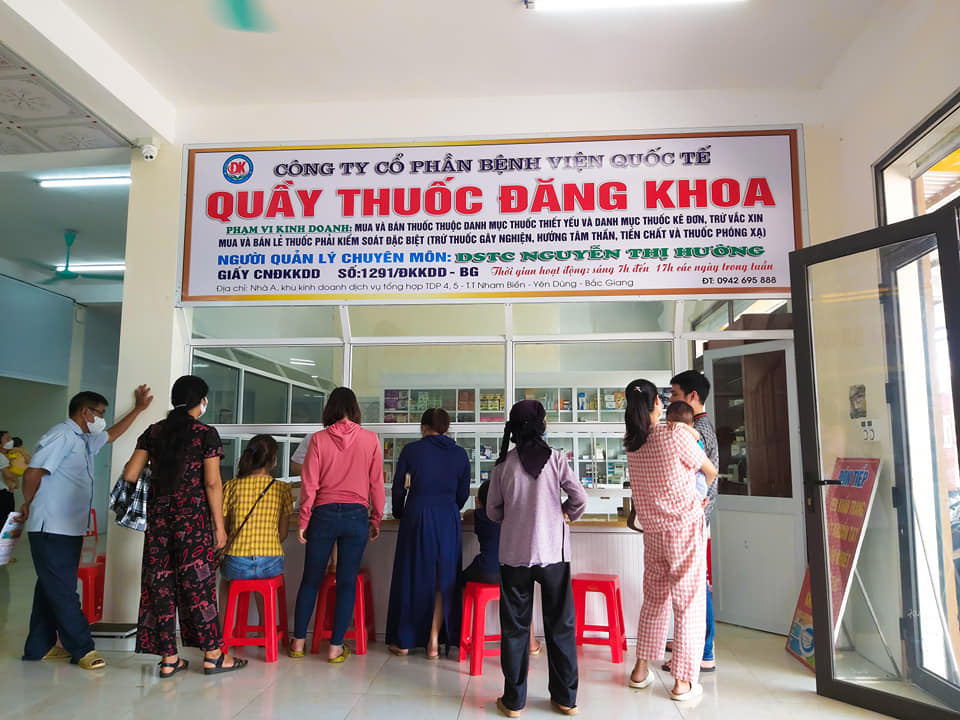 ĐK
CÔNG TY CỔ PHẦN BỆNH VIỆN QUỐC TẾ
QUẦY THUỐC ĐĂNG KHOA
PHẠM VI KINH DOANH: MUA VÀ BÁN THUỐC THUỘC DANH MỤC THUỐC THIẾT YẾU VÀ DANH MỤC THUỐC KÊ ĐƠN, TRỪ VẮC XIN
MUA VÀ BÁN LẺ THUỐC PHẢI KIỂM SOÁT ĐẶC BIỆT (TRỪ THUỐC GÂY NGHIỆN, HƯỚNG TÂM THẦN, TIỀN CHẤT VÀ THUỐC PHÓNG XẠ)
NGƯỜI QUẢN LÝ CHUYÊN MÔN: DSTC NGUYỄN THỊ HƯỜNG
GIẤY CNĐKKDD SỐ:1291/ĐKKDD - BG Thời gian hoạt động: sáng 7h đến 17h các ngày trong tuần
Địa chỉ: Nhà A, khu kinh doanh dịch vụ tổng hợp TDP 4, 5 - T.T Nham Biền - Yên Dũng - Bắc Giang ĐT: 0942 695 888